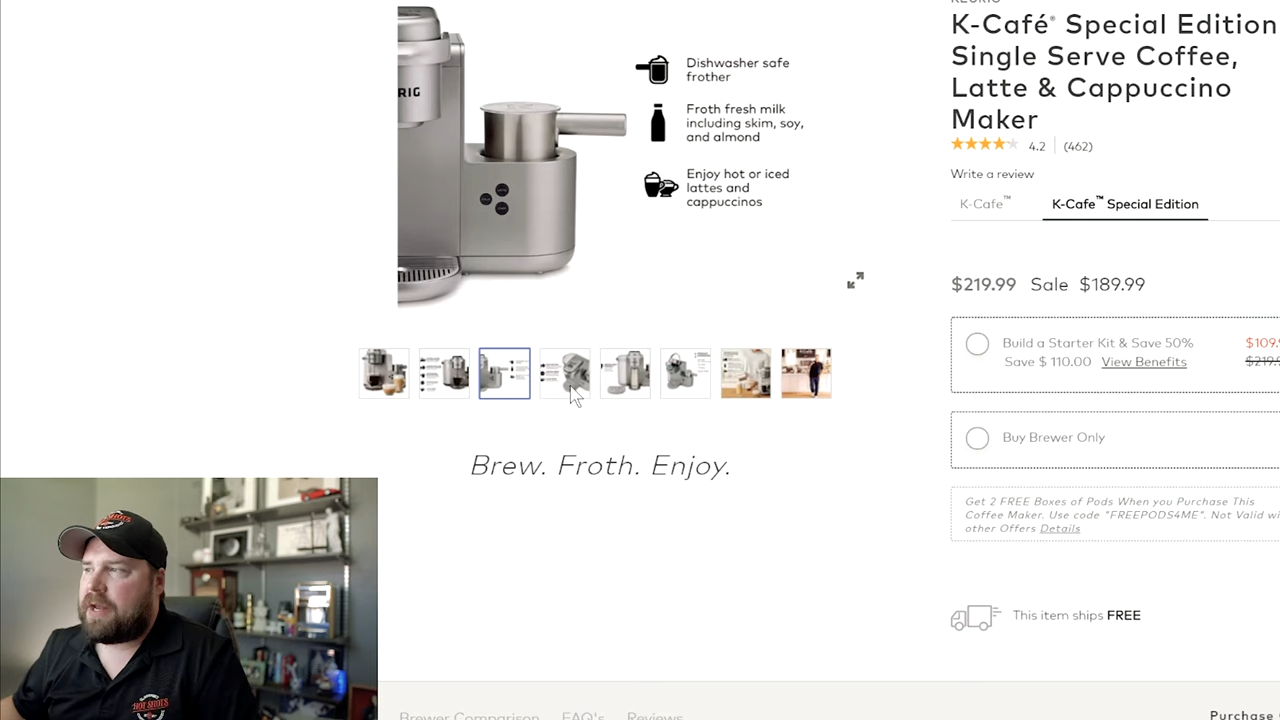 K-Café® Special Edition
Single Serve Coffee,
Latte & Cappuccino
Maker
4.2
(462)
Write a review
K-Cafe™
K-Cafe™ Special Edition
$219.99 Sale $189.99
Build a Starter Kit & Save 50%
Save $ 110.00 View Benefits
Buy Brewer Only
Get 2 FREE Boxes of Pods When you Purchase This
Coffee Maker. Use code "FREEPODS4ME". Not Valid
other Offers Details
This item ships FREE
RIG
Dishwasher safe
frother
Froth fresh milk
including skim, soy,
and almond
Enjoy hot or iced
lattes and
cappuccinos
Brew. Froth. Enjoy.
HOT SHOTS
Brewer Comparison FAQ's Reviews
Purchase